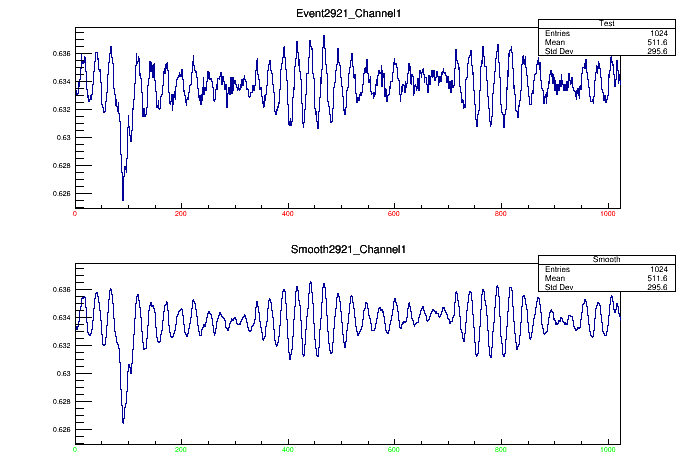 Event2921_Channel1
Test
Entries 1024
Mean 511.6
Std Dev 295.6
0.636
0.634
0.632
0.63
0.628
0.626
0 200 400 600 800 1000
Smooth2921_Channel1
Smooth
Entries 1024
Mean 511.6
Std Dev 295.6
0.636
0.634
0.632
0.63
0.628
0.626
0 200 400 600 800 1000